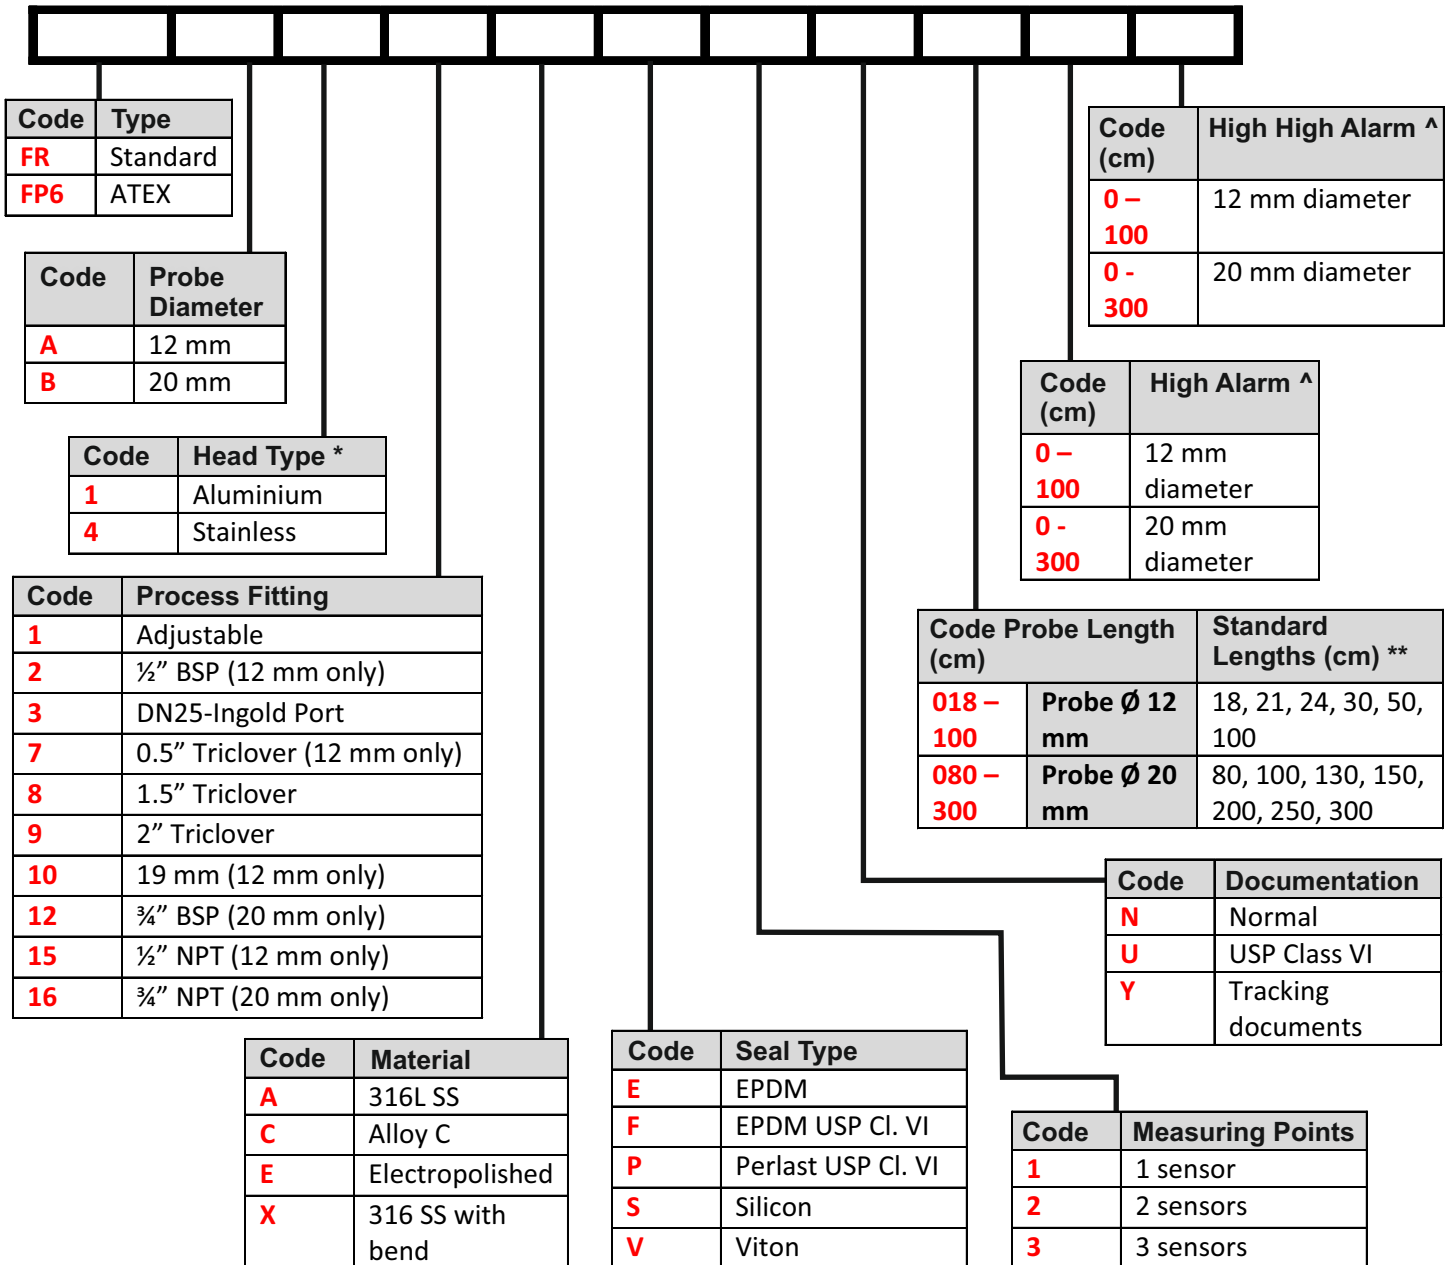 Code Type
FR Standard
FP6 ATEX
Code Probe
Diameter
A 12 mm
B 20 mm
Code Head Type *
1 Aluminium
4 Stainless
Code Process Fitting
1 Adjustable
2 ½” BSP (12 mm only)
3 DN25-Ingold Port
7 0.5” Triclover (12 mm only)
8 1.5” Triclover
9 2” Triclover
10 19 mm (12 mm only)
12 ¾” BSP (20 mm only)
15 ½” NPT (12 mm only)
16 ¾” NPT (20 mm only)
Code Material
A 316L SS
C Alloy C
E Electropolished
X 316 SS with
bend
Code Seal Type
E EPDM
F EPDM USP Cl. VI
P Perlast USP Cl. VI
S Silicon
V Viton
Code Measuring Points
1 1 sensor
2 2 sensors
3 3 sensors
Code Documentation
N Normal
U USP Class VI
Y Tracking
documents
Code Probe Length Standard
(cm) Lengths (cm) **
018 – Probe Ø 12 18, 21, 24, 30, 50,
100 mm 100
080 – Probe Ø 20 80, 100, 130, 150,
300 mm 200, 250, 300
Code High Alarm ^
(cm)
0 – 12 mm
100 diameter
0 - 20 mm
300 diameter
Code High High Alarm ^
(cm)
0 – 12 mm diameter
100
0 - 20 mm diameter
300